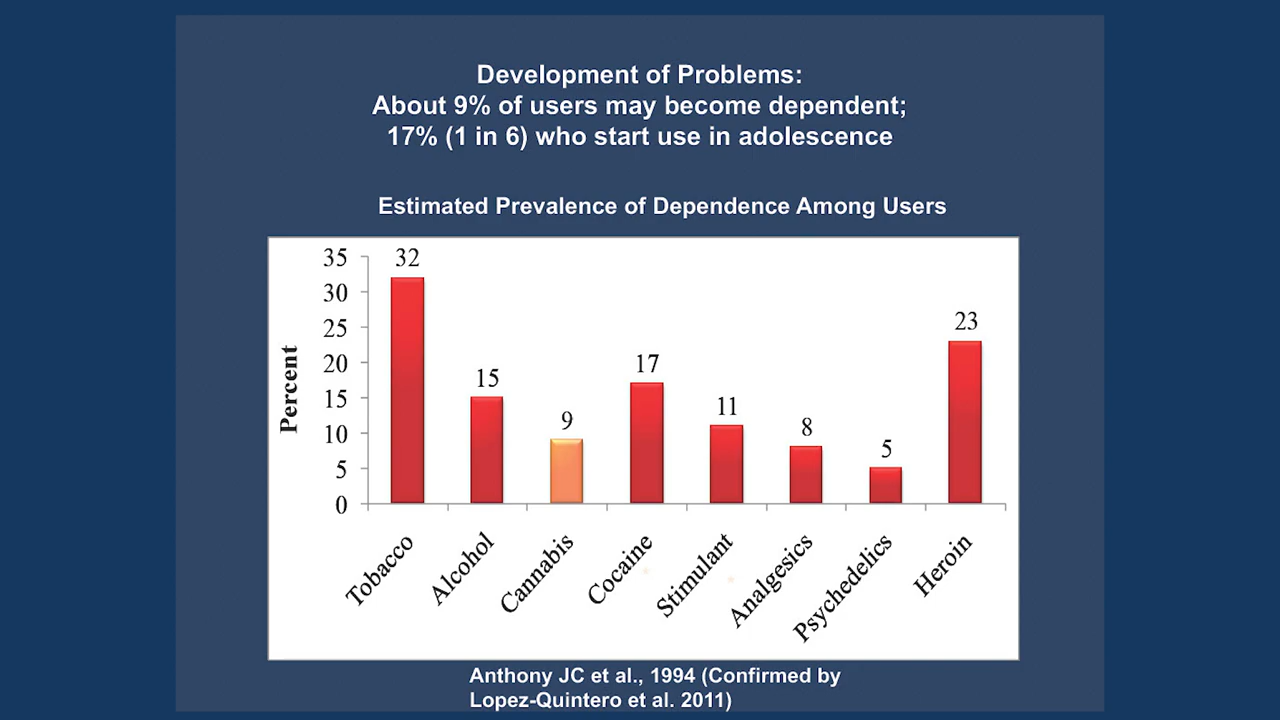 Development of Problems:
About 9% of users may become dependent;
17% (1 in 6) who start use in adolescence
Estimated Prevalence of Dependence Among Users
Percent
35
30
25
20
15
10
5
0
32
15
9
17
11
8
5
23
Tobacco
Alcohol
Cannabis
Cocaine
Stimulant
Analgesics
Psychedelics
Heroin
Anthony JC et al., 1994 (Confirmed by
Lopez-Quintero et al. 2011)